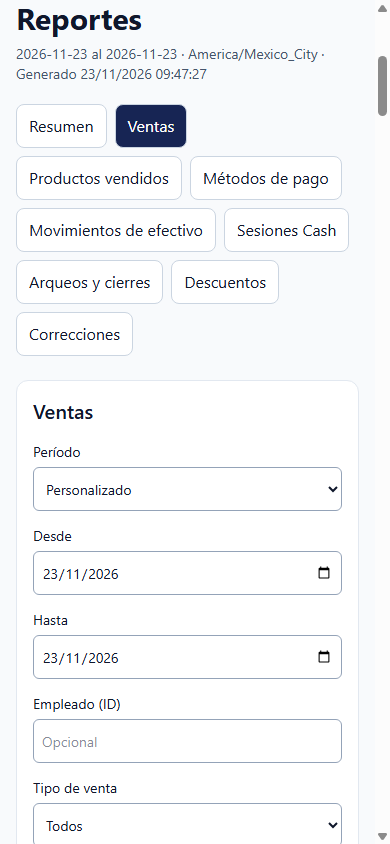 Reportes
2026-11-23 al 2026-11-23 · America/Mexico_City ·
Generado 23/11/2026 09:47:27
Resumen
Ventas
Productos vendidos
Métodos de pago
Movimientos de efectivo
Sesiones Cash
Arqueos y cierres
Descuentos
Correcciones
Ventas
Período
Personalizado
Desde
23/11/2026
Hasta
23/11/2026
Empleado (ID)
Opcional
Tipo de venta
Todos